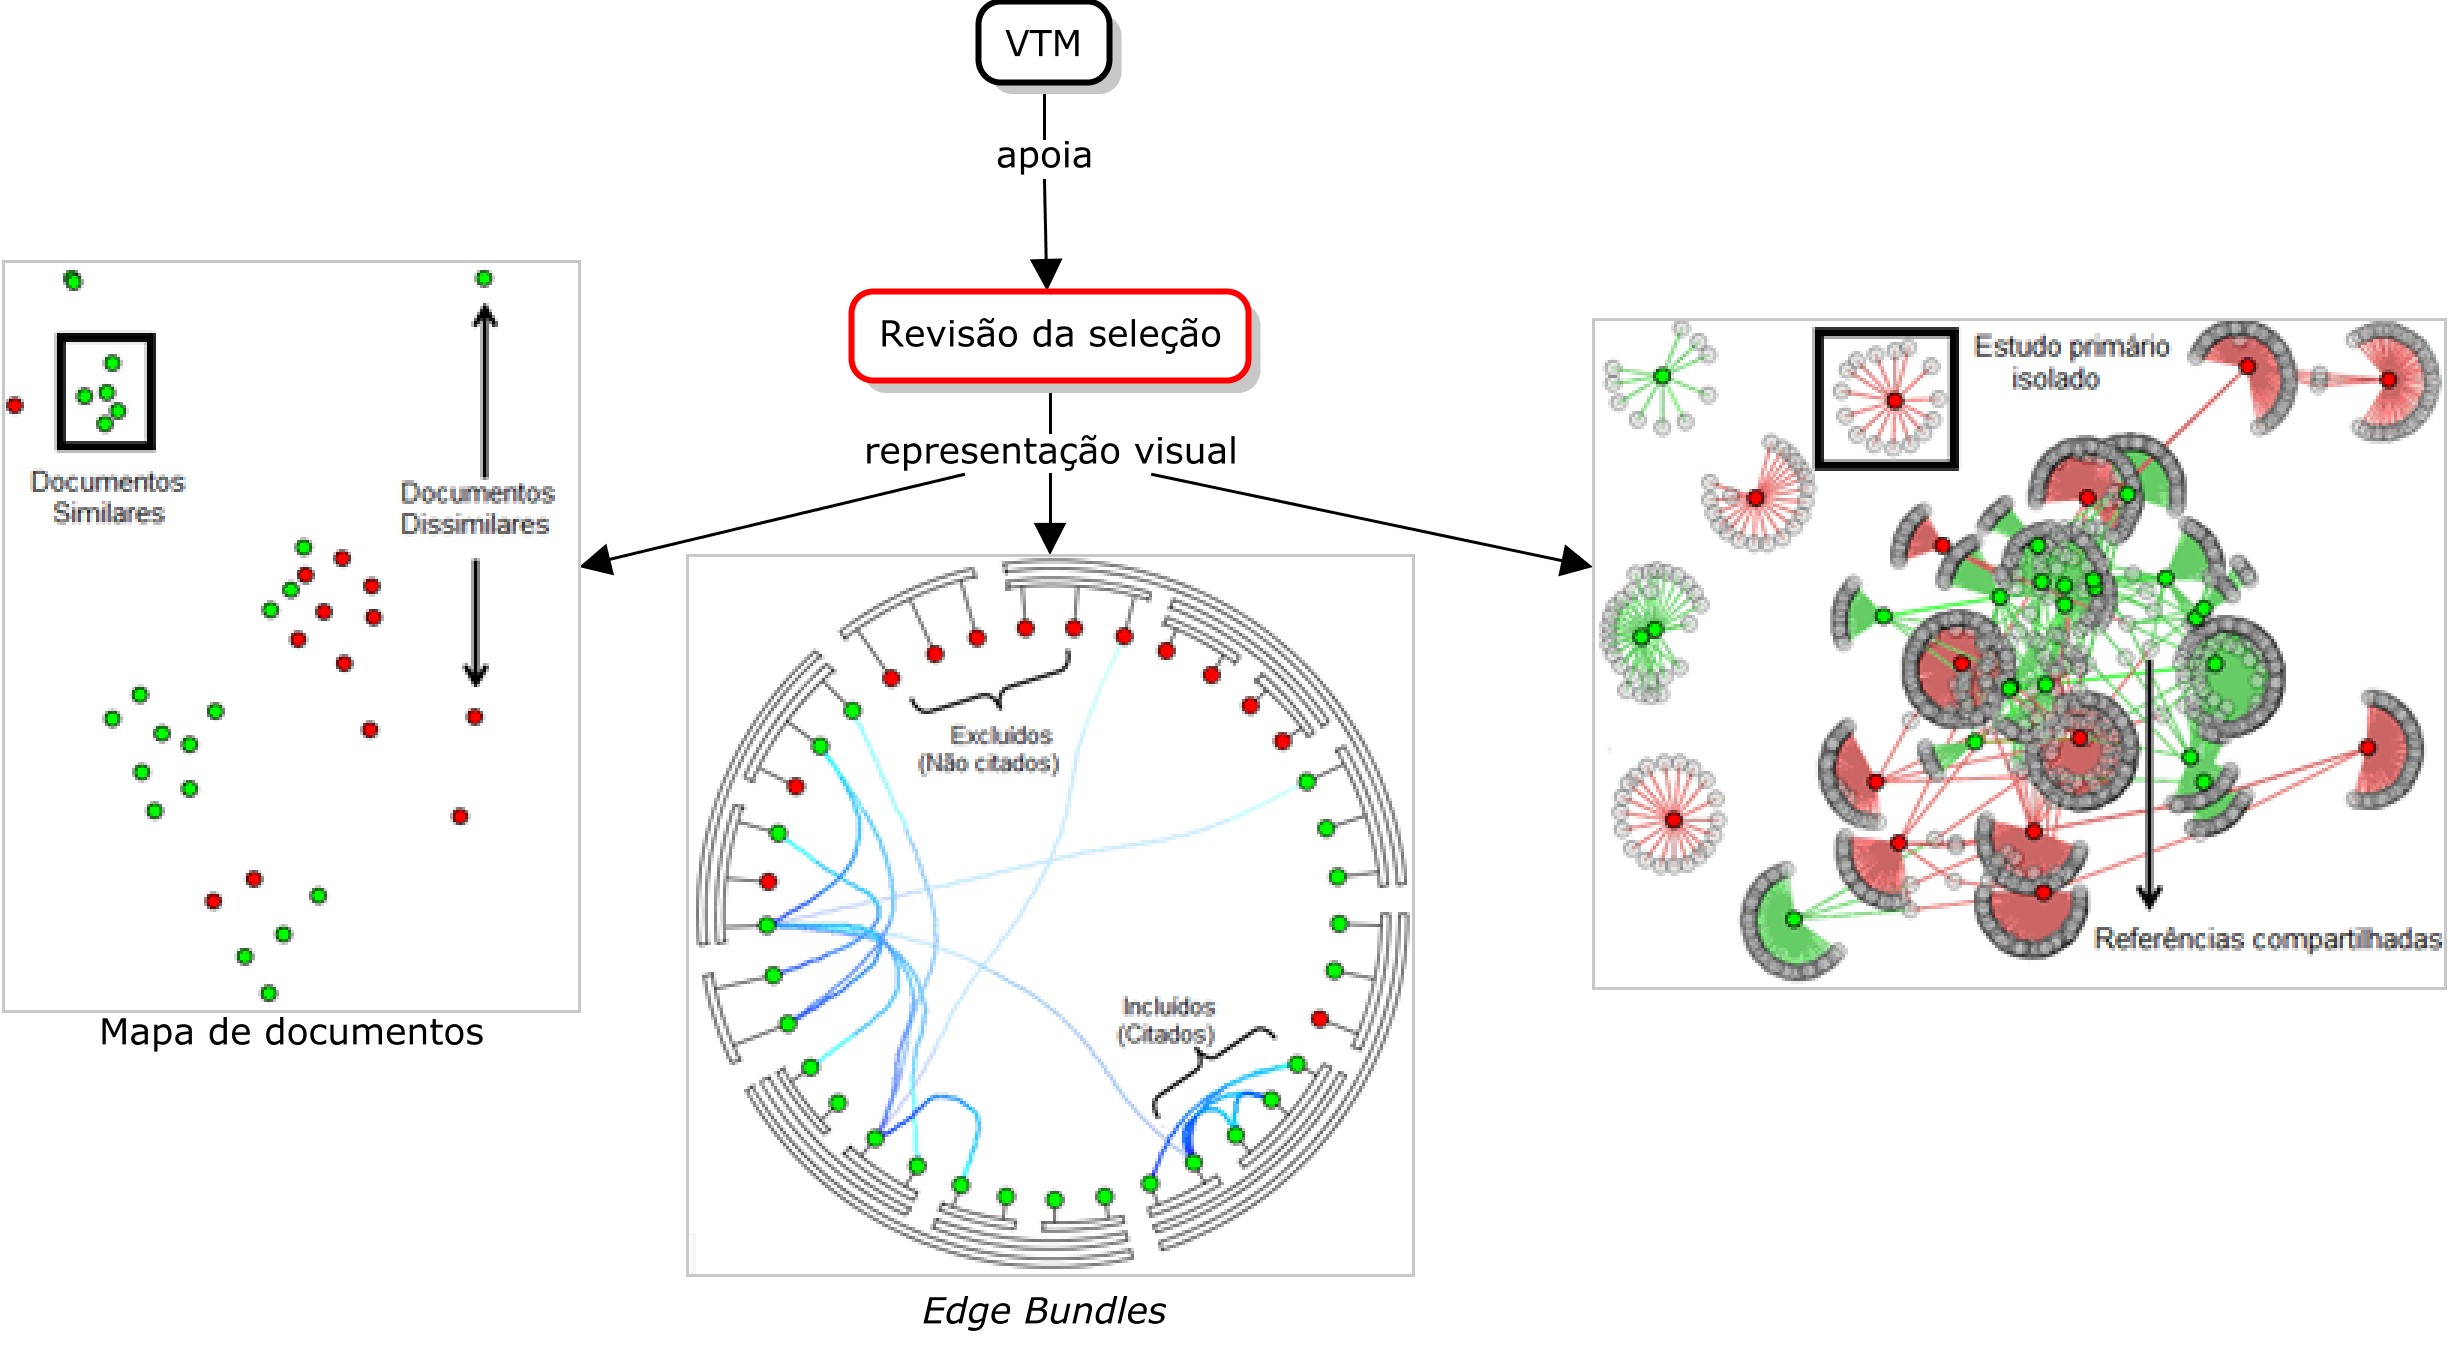 VTM
apoia
Revisão da seleção
representação visual
Documentos
Similares
Documentos
Dissimilares
Mapa de documentos
Excluídos
(Não citados)
Incluídos
(Citados)
Edge Bundles
Estudo primário
isolado
Referências compartilhadas